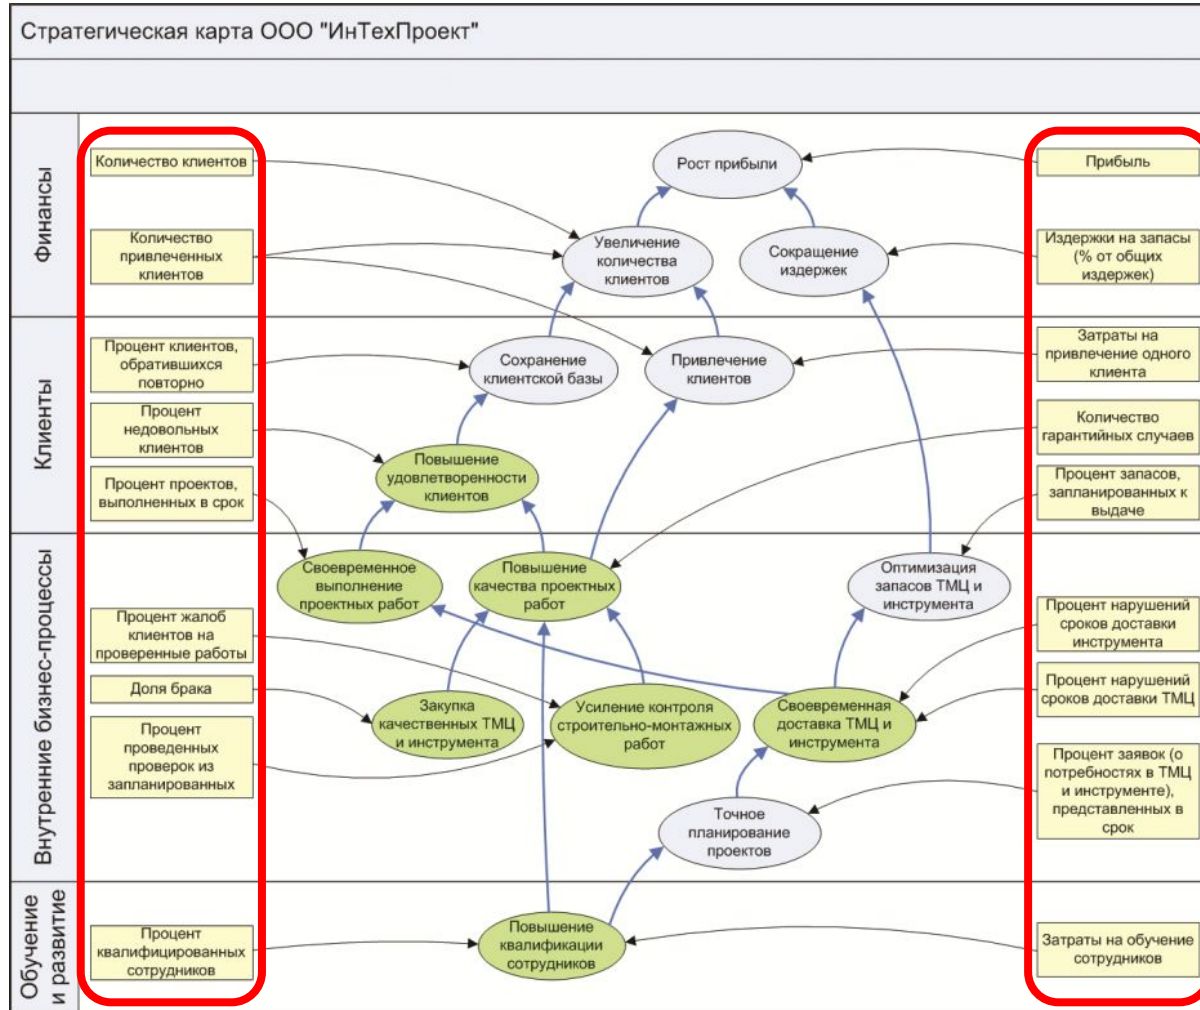 Стратегическая карта ООО "ИнТехПроект"
Финансы
Количество клиентов
Рост прибыли
Прибыль
Количество
привлеченных
клиентов
Увеличение
количества
клиентов
Сокращение
издержек
Издержки на запасы
(% от общих
издержек)
Клиенты
Процент клиентов,
обратившихся
повторно
Сохранение
клиентской базы
Привлечение
клиентов
Затраты на
привлечение одного
клиента
Процент
недовольных
клиентов
Количество
гарантийных случаев
Повышение
удовлетворенности
клиентов
Процент проектов,
выполненных в срок
Процент запасов,
запланированных к
выдаче
Внутренние бизнес-процессы
Своевременное
выполнение
проектных работ
Повышение
качества проектных
работ
Оптимизация
запасов ТМЦ и
инструмента
Процент жалоб
клиентов на
проверенные работы
Процент нарушений
сроков доставки
инструмента
Доля брака
Закупка
качественных ТМЦ
и инструмента
Усиление контроля
строительно-монтажных
работ
Своевременная
доставка ТМЦ и
инструмента
Процент нарушений
сроков доставки ТМЦ
Процент
проведенных
проверок из
запланированных
Процент заявок (о
потребностях в ТМЦ
и инструменте),
представленных в
срок
Точное
планирование
проектов
Обучение
и развитие
Процент
квалифицированных
сотрудников
Повышение
квалификации
сотрудников
Затраты на обучение
сотрудников